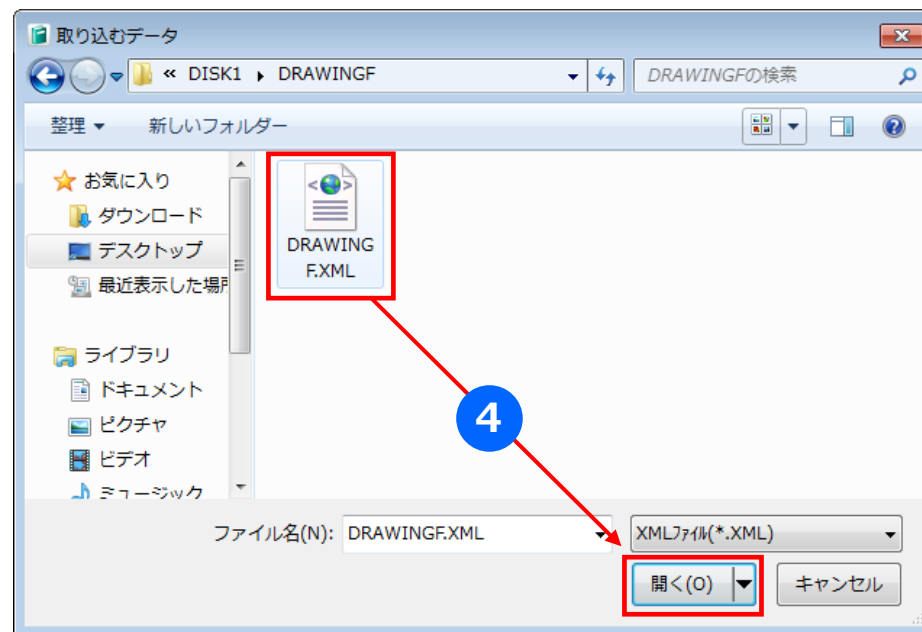 取り込むデータ
« DISK1 ▸ DRAWINGF
DRAWINGFの検索
整理 ▼ 新しいフォルダー
お気に入り
ダウンロード
デスクトップ
最近表示した場所
ライブラリ
ドキュメント
ピクチャ
ビデオ
ミュージック
DRAWING
F.XML
4
ファイル名(N): DRAWINGF.XML
XMLファイル(*.XML)
開く(O)
キャンセル